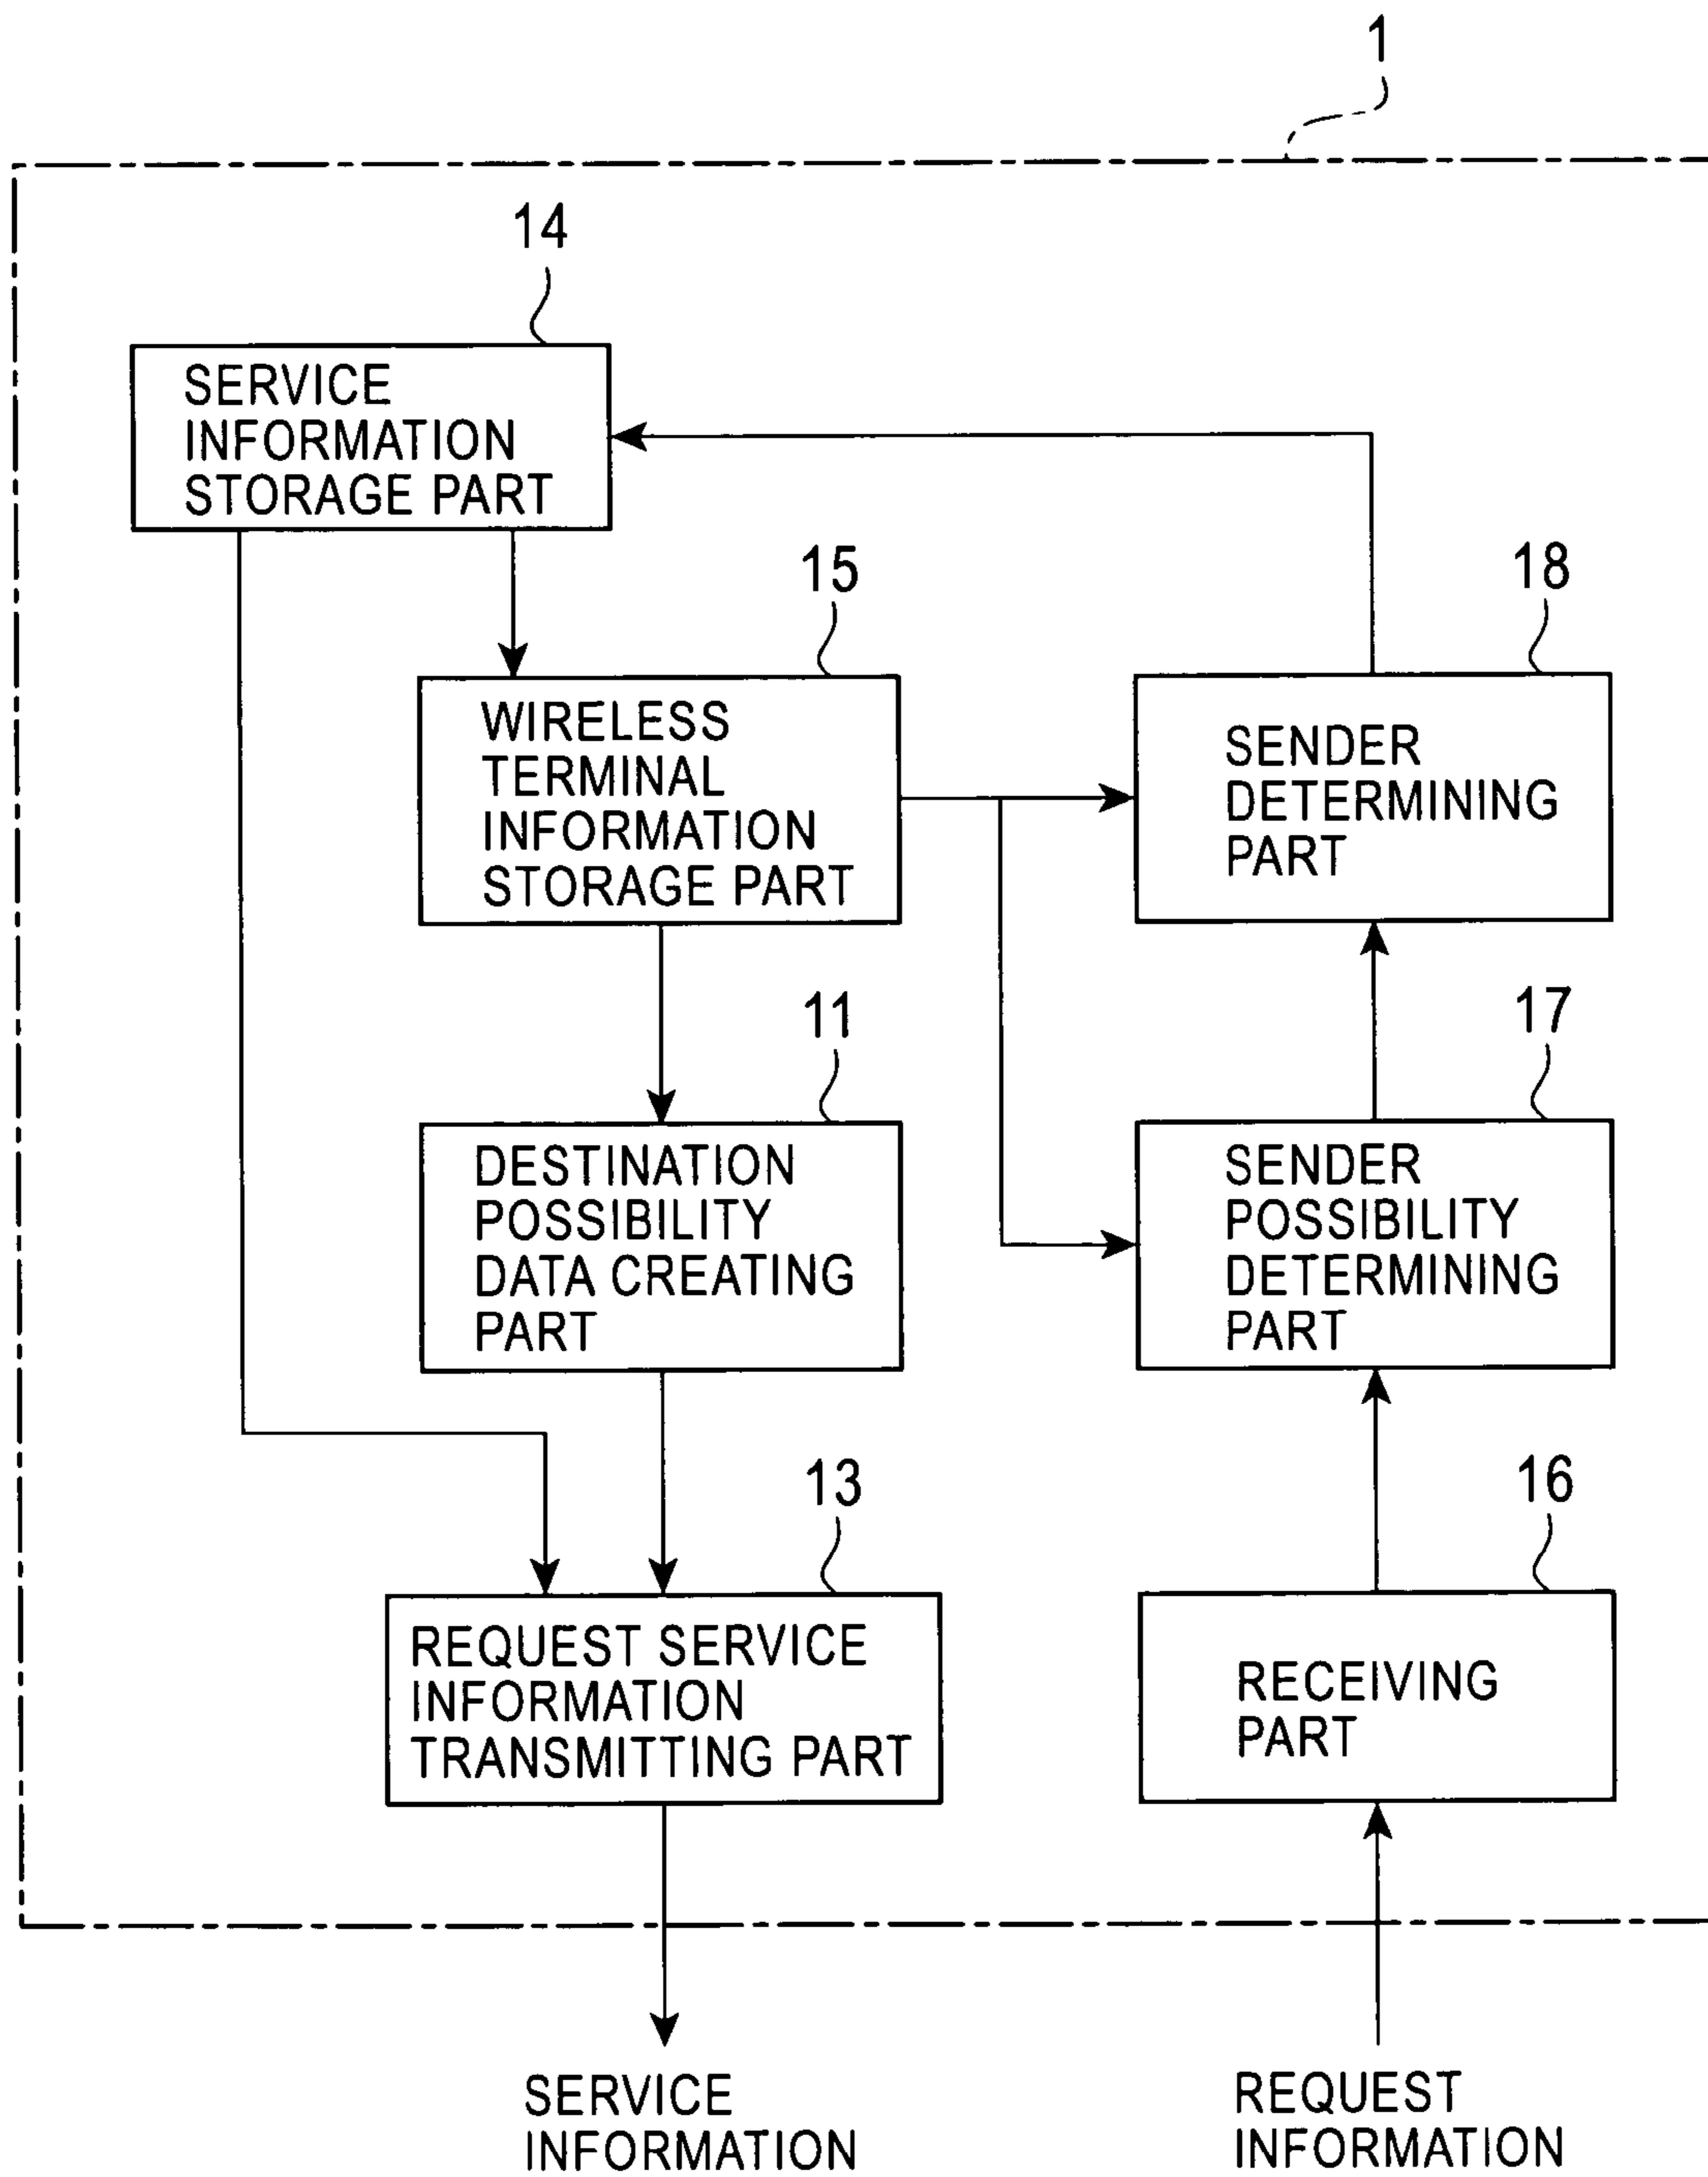 1
14
SERVICE
INFORMATION
STORAGE PART
15
WIRELESS
TERMINAL
INFORMATION
STORAGE PART
18
SENDER
DETERMINING
PART
11
DESTINATION
POSSIBILITY
DATA CREATING
PART
17
SENDER
POSSIBILITY
DETERMINING
PART
13
REQUEST SERVICE
INFORMATION
TRANSMITTING PART
16
RECEIVING
PART
SERVICE
INFORMATION
REQUEST
INFORMATION